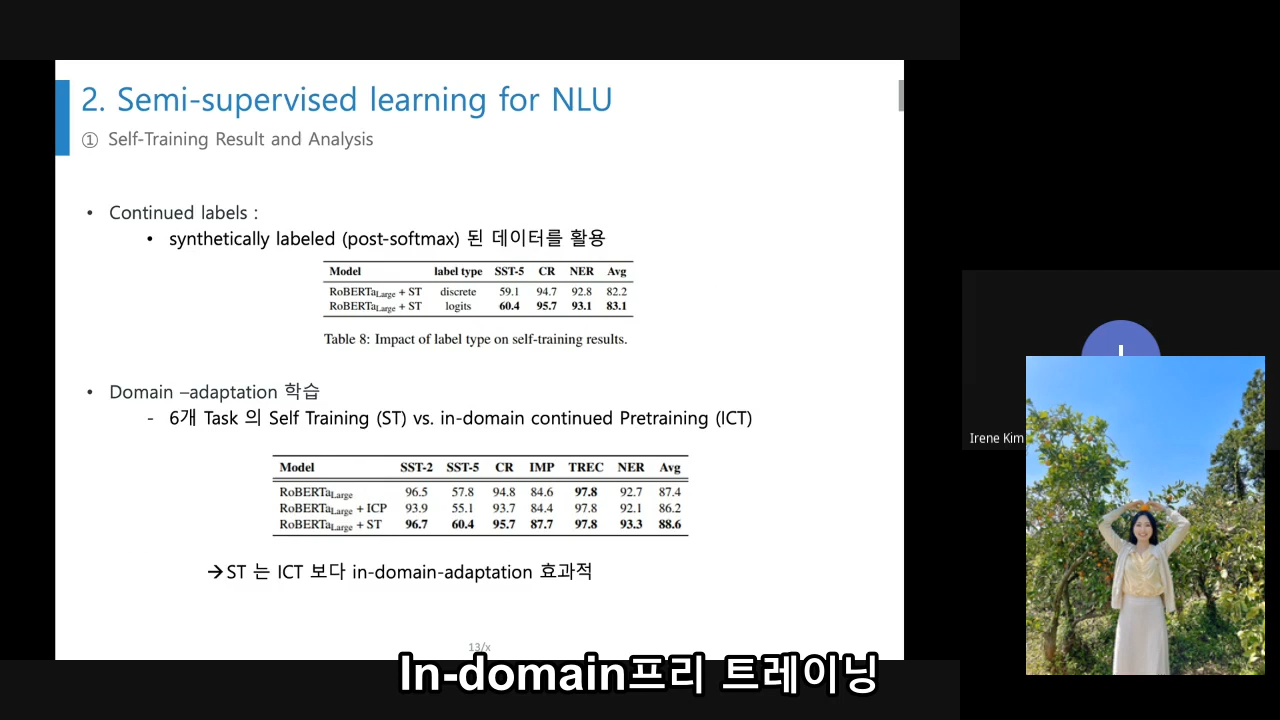 2. Semi-supervised learning for NLU
① Self-Training Result and Analysis
• Continued labels :
• synthetically labeled (post-softmax) 된 데이터를 활용
Model label type SST-5 CR NER Avg
RoBERTaLarge + ST discrete 59.1 94.7 92.8 82.2
RoBERTaLarge + ST logits 60.4 95.7 93.1 83.1
Table 8: Impact of label type on self-training results.
• Domain –adaptation 학습
- 6개 Task 의 Self Training (ST) vs. in-domain continued Pretraining (ICT)
Model SST-2 SST-5 CR IMP TREC NER Avg
RoBERTaLarge 96.5 57.8 94.8 84.6 97.8 92.7 87.4
RoBERTaLarge + ICP 93.9 55.1 93.7 84.4 97.8 92.1 86.2
RoBERTaLarge + ST 96.7 60.4 95.7 87.7 97.8 93.3 88.6
→ ST 는 ICT 보다 in-domain-adaptation 효과적
13/x
Irene Kim
In-domain프리 트레이닝